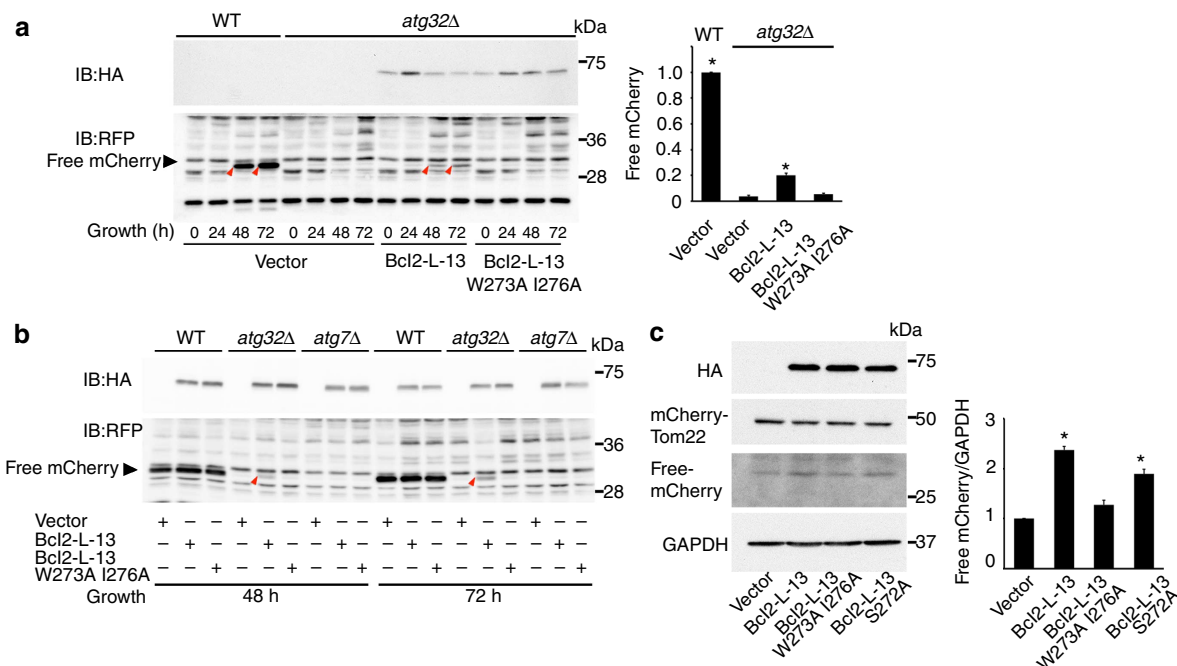 a
WT atg32Δ kDa
IB:HA 75
IB:RFP 36
Free mCherry
28
Growth (h) 0 24 48 72 0 24 48 72 0 24 48 72 0 24 48 72
Vector Bcl2-L-13 Bcl2-L-13
W273A I276A
WT atg32Δ
Free mCherry
1.0
0.8
0.6
0.4
0.2
0
* *
Vector
Vector
Bcl2-L-13
Bcl2-L-13
W273A I276A
b
WT atg32Δ atg7Δ WT atg32Δ atg7Δ kDa
IB:HA 75
IB:RFP 36
Free mCherry
28
Vector + − − + − − + − − + − − + − − + − −
Bcl2-L-13 − + − − + − − + − − + − − + − − + −
Bcl2-L-13
W273A I276A − − + − − + − − + − − + − − + − − +
Growth 48 h 72 h
c
kDa
HA 75
mCherry-
Tom22 50
Free-
mCherry 25
GAPDH 37
Vector
Bcl2-L-13
Bcl2-L-13
W273A I276A
Bcl2-L-13
S272A
Free mCherry/GAPDH
3
2
1
0
* *
Vector
Bcl2-L-13
Bcl2-L-13
W273A I276A
Bcl2-L-13
S272A